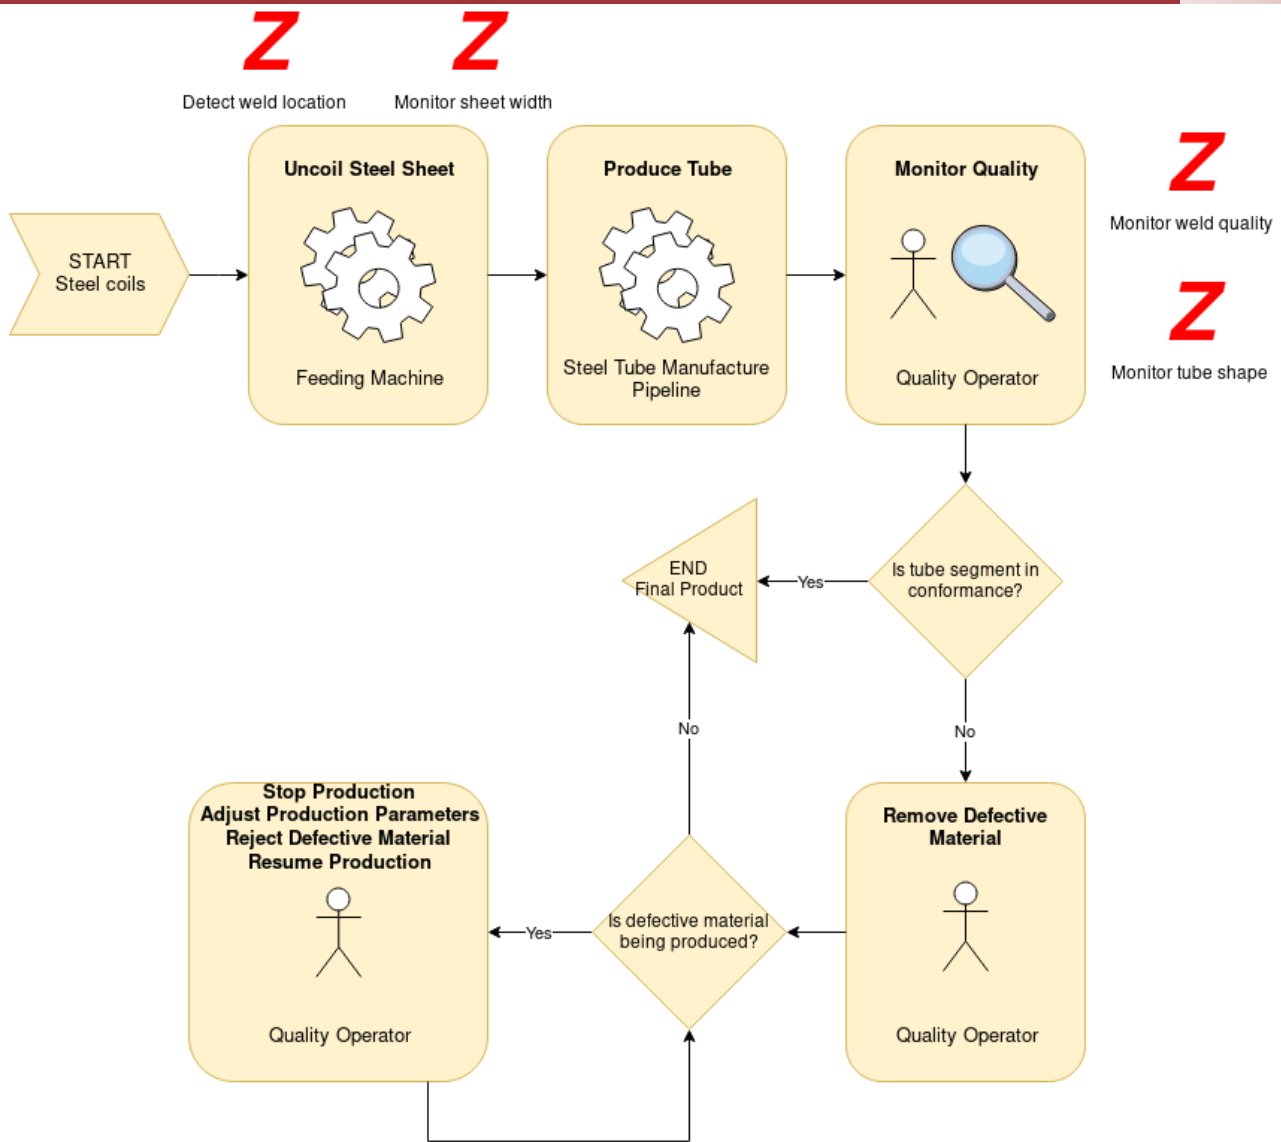 Z
Z
Detect weld location
Monitor sheet width
START
Steel coils
Uncoil Steel Sheet
Feeding Machine
Produce Tube
Steel Tube Manufacture
Pipeline
Monitor Quality
Quality Operator
Z
Monitor weld quality
Z
Monitor tube shape
Is tube segment in
conformance?
Yes
END
Final Product
No
No
Remove Defective
Material
Quality Operator
Is defective material
being produced?
Yes
Stop Production
Adjust Production Parameters
Reject Defective Material
Resume Production
Quality Operator